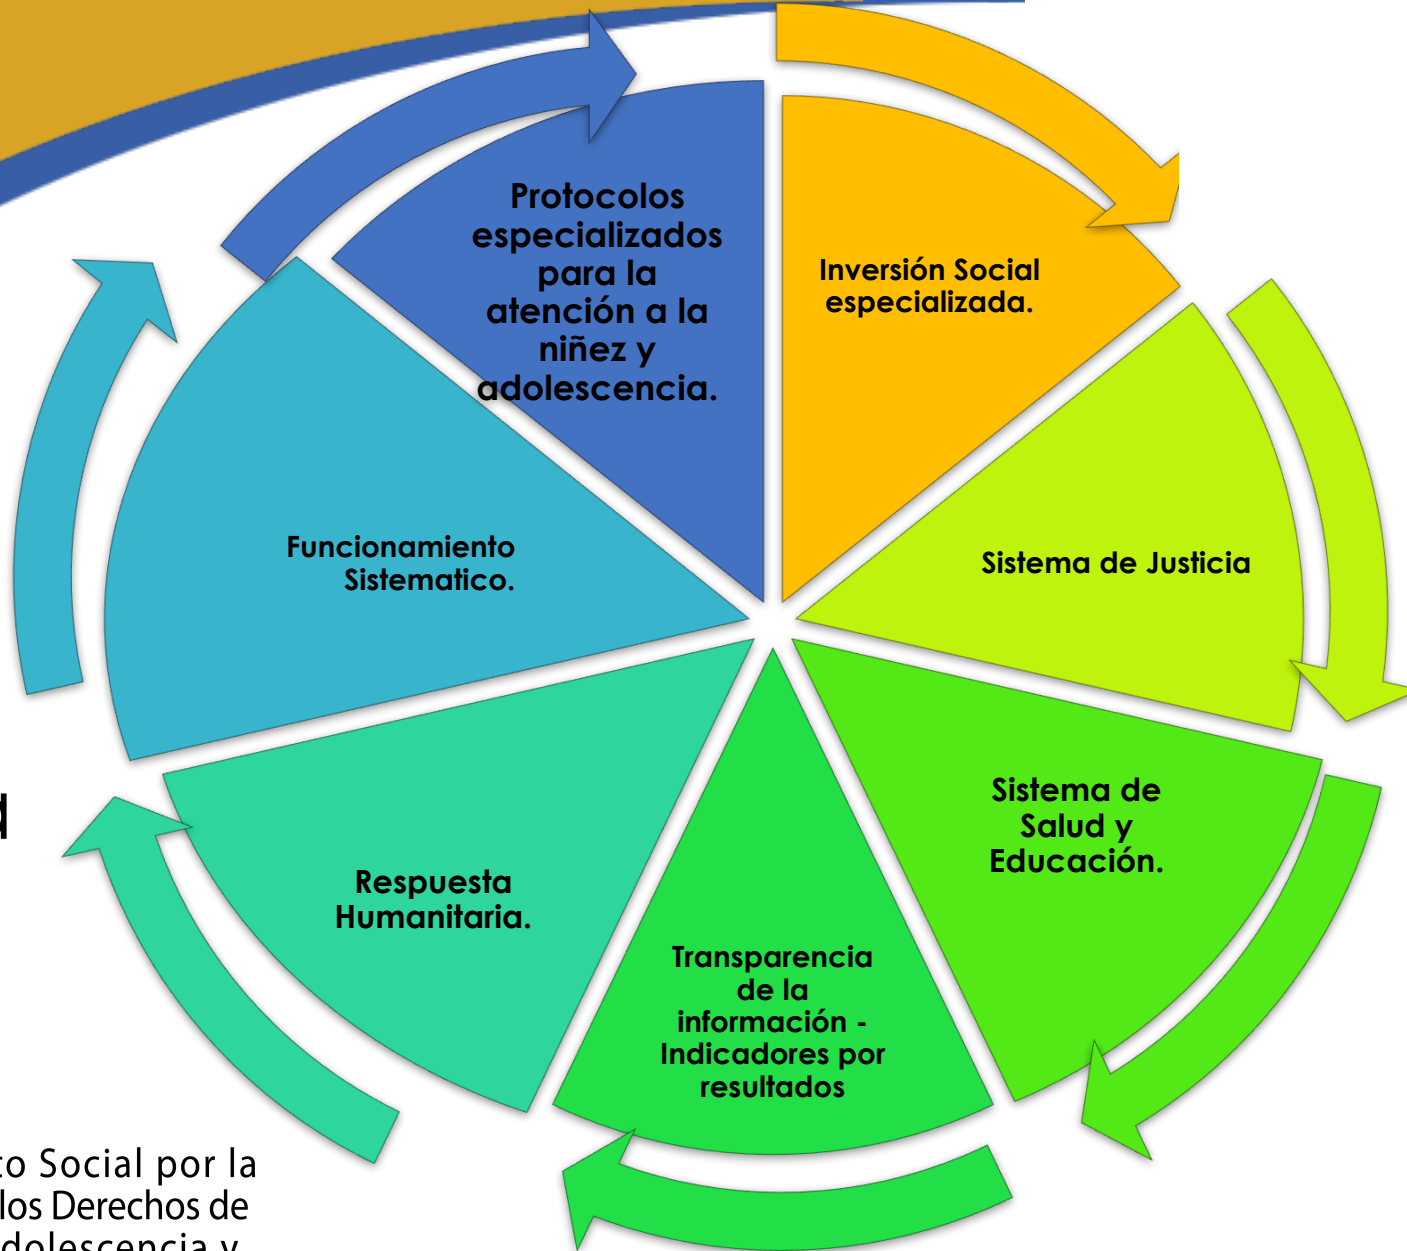 Protocolos
especializados
para la
atención a la
niñez y
adolescencia.
Inversión Social
especializada.
Sistema de Justicia
Sistema de
Salud y
Educación.
Transparencia
de la
información -
Indicadores por
resultados
Respuesta
Humanitaria.
Funcionamiento
Sistematico.
Social por la
los Derechos de
y